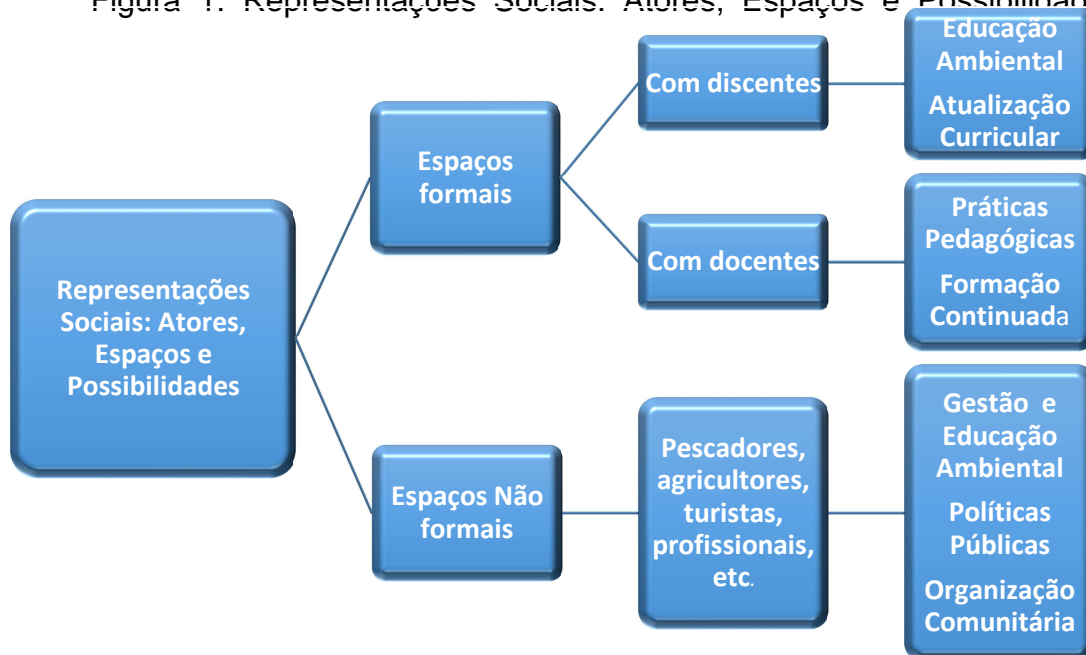 Figura 1. Representações Sociais: Atores, Espaços e Possibilidad
Representações
Sociais: Atores,
Espaços e
Possibilidades
Espaços
formais
Com discentes
Educação
Ambiental
Atualização
Curricular
Com docentes
Práticas
Pedagógicas
Formação
Continuada
Espaços Não
formais
Pescadores,
agricultores,
turistas,
profissionais,
etc.
Gestão e
Educação
Ambiental
Políticas
Públicas
Organização
Comunitária